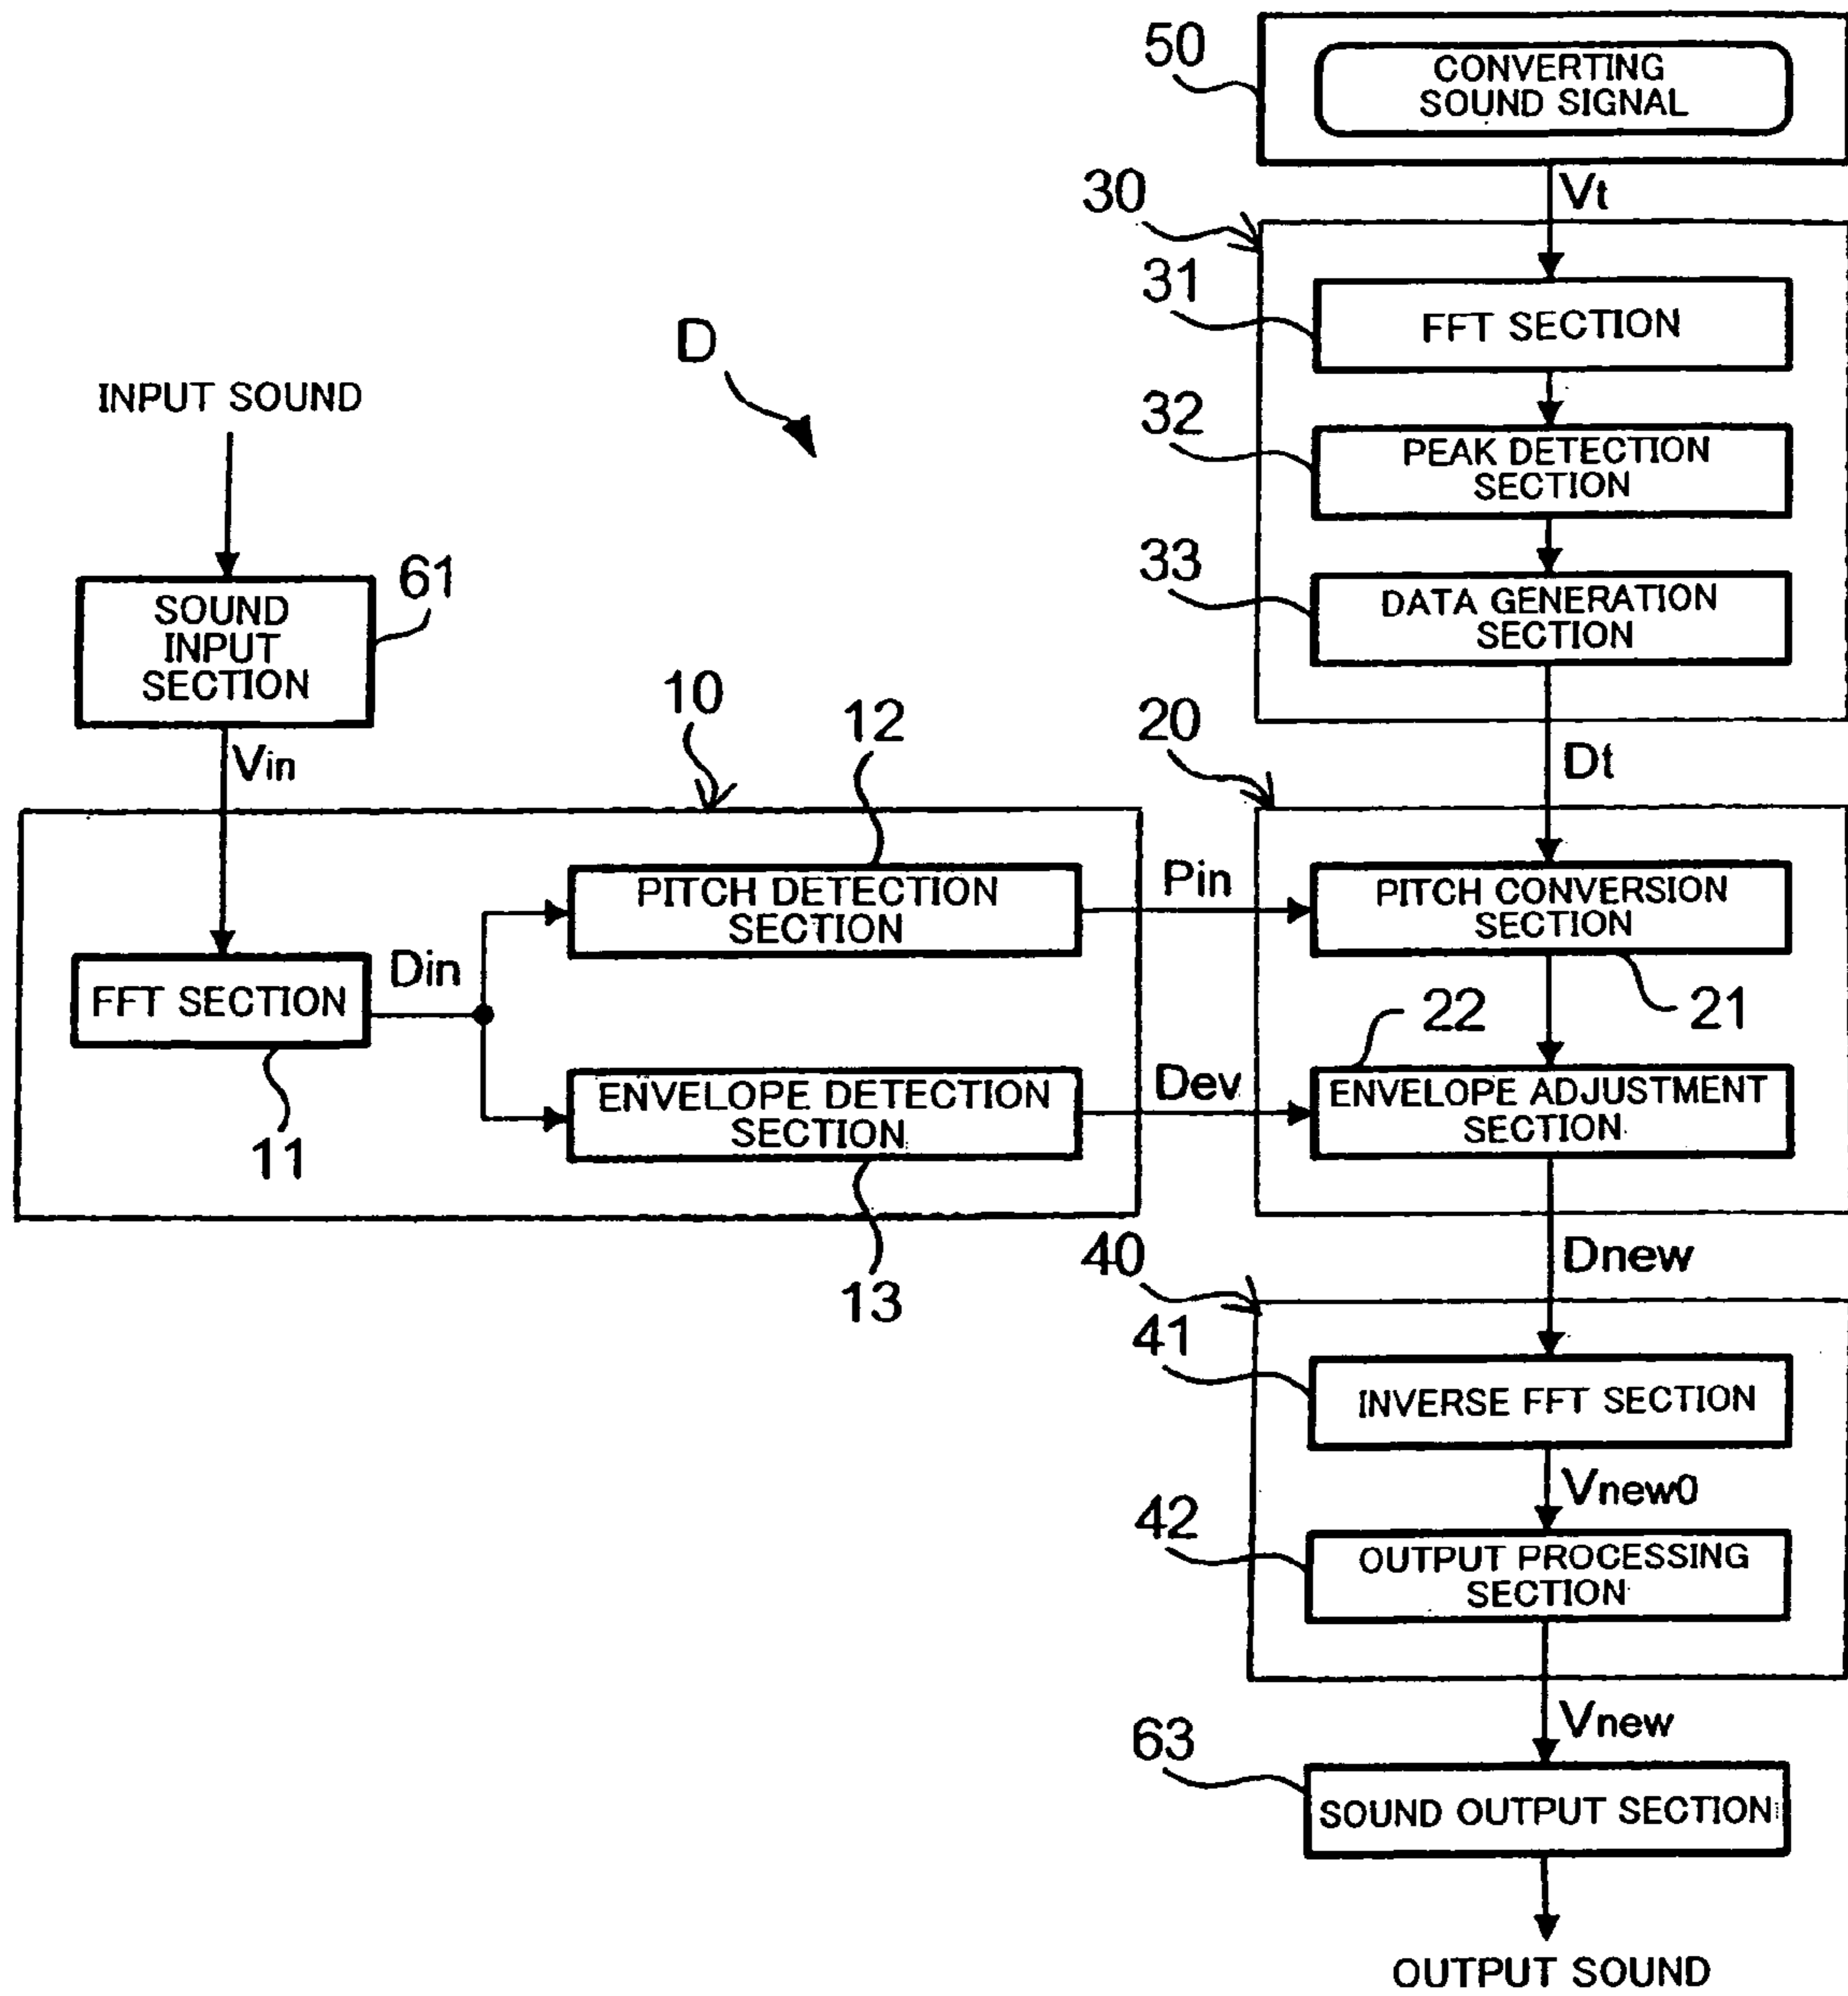 50
CONVERTING
SOUND SIGNAL
Vt
30
31
FFT SECTION
D
INPUT SOUND
32
PEAK DETECTION
SECTION
33
DATA GENERATION
SECTION
SOUND
INPUT
SECTION
61
Vin
10
12
20
Dt
PITCH DETECTION
SECTION
Pin
PITCH CONVERSION
SECTION
21
FFT SECTION
11
Din
22
ENVELOPE DETECTION
SECTION
13
Dev
ENVELOPE ADJUSTMENT
SECTION
Dnew
40
41
INVERSE FFT SECTION
Vnew0
42
OUTPUT PROCESSING
SECTION
Vnew
63
SOUND OUTPUT SECTION
OUTPUT SOUND